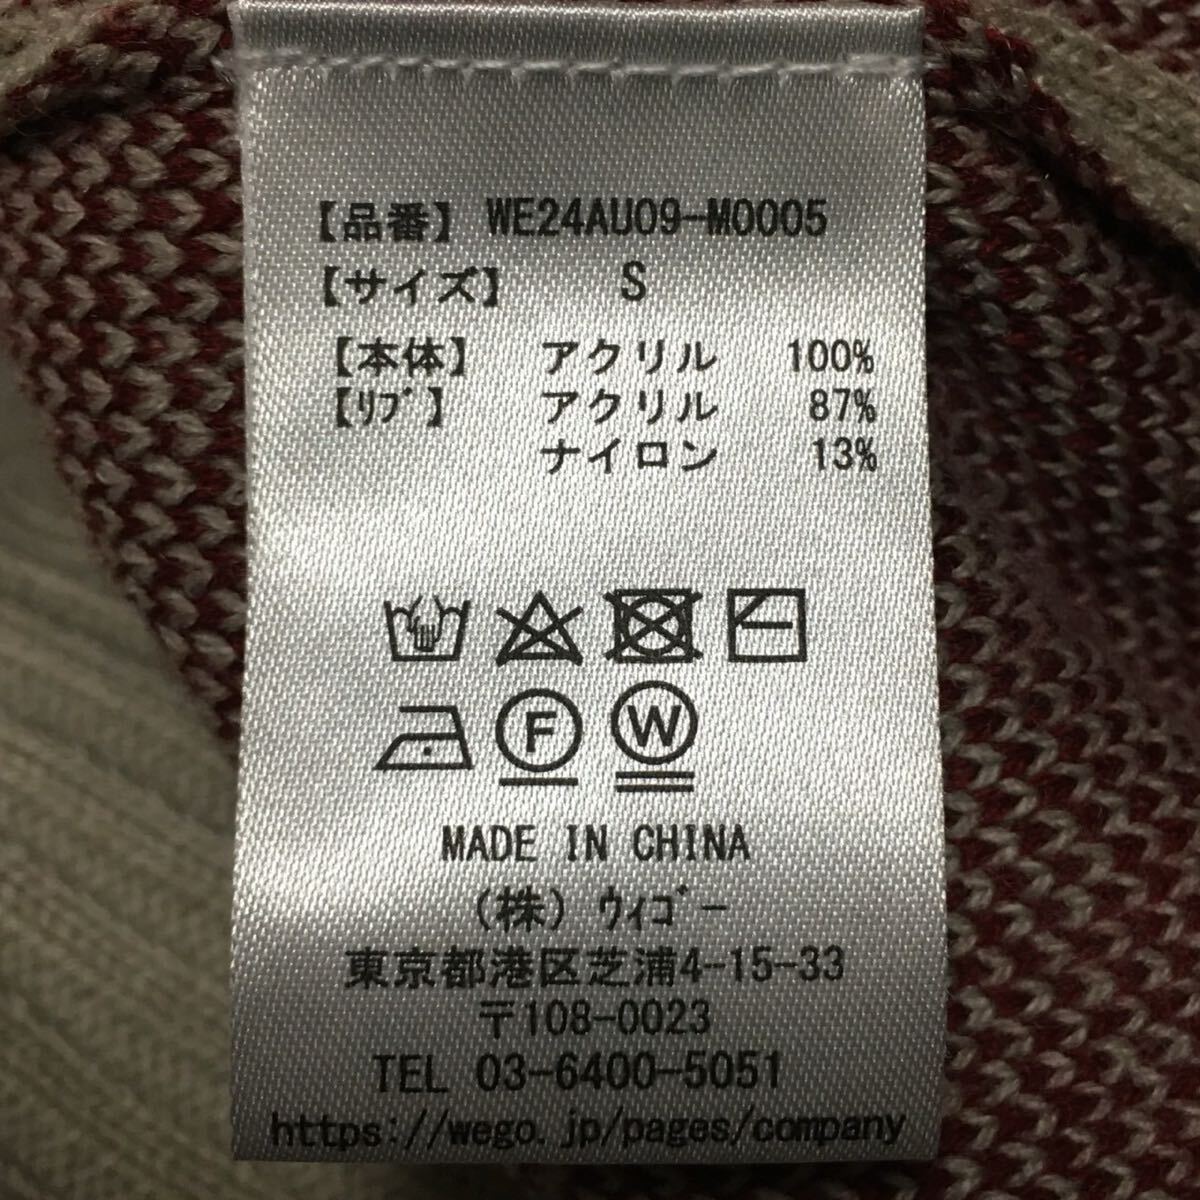 【品番】 WE24AU09-M0005
【サイズ】 S
【本体】 アクリル 100%
【ﾘﾌﾞ】 アクリル 87%
ナイロン 13%
F W
MADE IN CHINA
(株) ｳｨｺﾞｰ
東京都港区芝浦4-15-33
〒108-0023
TEL 03-6400-5051
https://wego.jp/pages/company